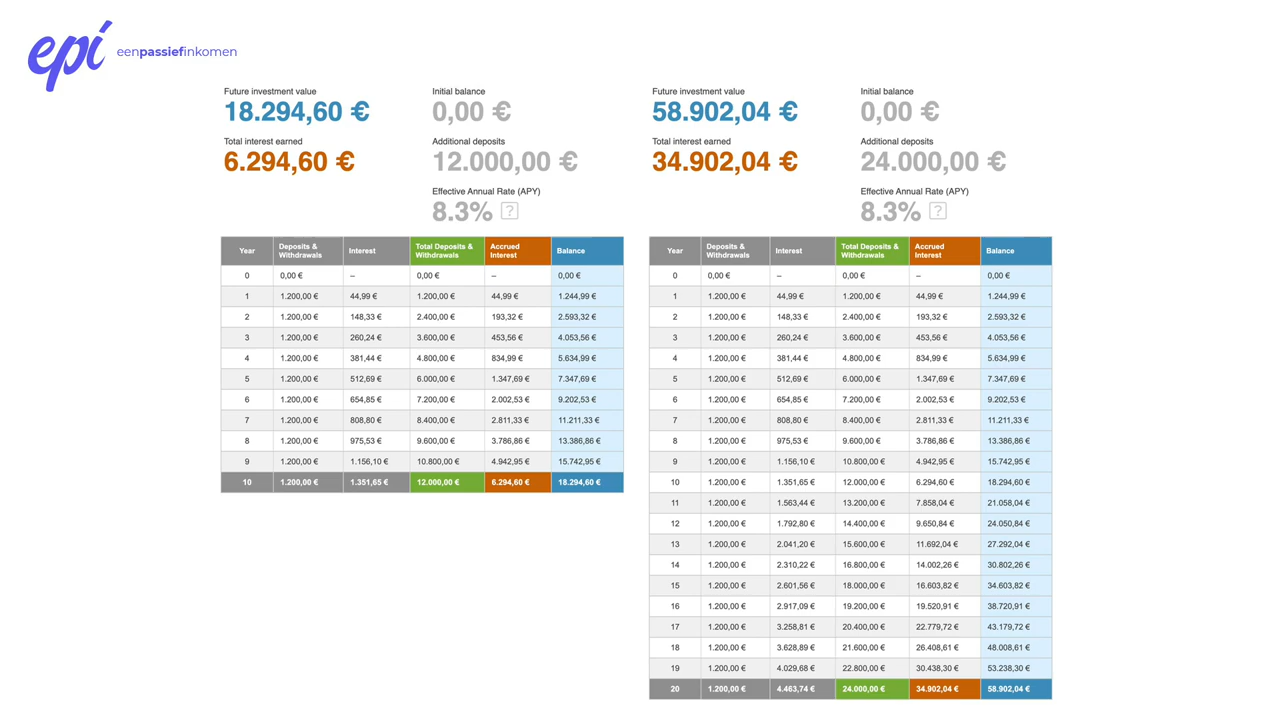 epi
eenpassiefinkomen
Future investment value
18.294,60 €
Initial balance
0,00 €
Total interest earned
6.294,60 €
Additional deposits
12.000,00 €
Effective Annual Rate (APY)
8.3% ?
Year Deposits & Withdrawals Interest Total Deposits & Withdrawals Accrued Interest Balance
0 0,00 € – 0,00 € – 0,00 €
1 1.200,00 € 44,99 € 1.200,00 € 44,99 € 1.244,99 €
2 1.200,00 € 148,33 € 2.400,00 € 193,32 € 2.593,32 €
3 1.200,00 € 260,24 € 3.600,00 € 453,56 € 4.053,56 €
4 1.200,00 € 381,44 € 4.800,00 € 834,99 € 5.634,99 €
5 1.200,00 € 512,69 € 6.000,00 € 1.347,69 € 7.347,69 €
6 1.200,00 € 654,85 € 7.200,00 € 2.002,53 € 9.202,53 €
7 1.200,00 € 808,80 € 8.400,00 € 2.811,33 € 11.211,33 €
8 1.200,00 € 975,53 € 9.600,00 € 3.786,86 € 13.386,86 €
9 1.200,00 € 1.156,10 € 10.800,00 € 4.942,95 € 15.742,95 €
10 1.200,00 € 1.351,65 € 12.000,00 € 6.294,60 € 18.294,60 €
Future investment value
58.902,04 €
Initial balance
0,00 €
Total interest earned
34.902,04 €
Additional deposits
24.000,00 €
Effective Annual Rate (APY)
8.3% ?
Year Deposits & Withdrawals Interest Total Deposits & Withdrawals Accrued Interest Balance
0 0,00 € – 0,00 € – 0,00 €
1 1.200,00 € 44,99 € 1.200,00 € 44,99 € 1.244,99 €
2 1.200,00 € 148,33 € 2.400,00 € 193,32 € 2.593,32 €
3 1.200,00 € 260,24 € 3.600,00 € 453,56 € 4.053,56 €
4 1.200,00 € 381,44 € 4.800,00 € 834,99 € 5.634,99 €
5 1.200,00 € 512,69 € 6.000,00 € 1.347,69 € 7.347,69 €
6 1.200,00 € 654,85 € 7.200,00 € 2.002,53 € 9.202,53 €
7 1.200,00 € 808,80 € 8.400,00 € 2.811,33 € 11.211,33 €
8 1.200,00 € 975,53 € 9.600,00 € 3.786,86 € 13.386,86 €
9 1.200,00 € 1.156,10 € 10.800,00 € 4.942,95 € 15.742,95 €
10 1.200,00 € 1.351,65 € 12.000,00 € 6.294,60 € 18.294,60 €
11 1.200,00 € 1.563,44 € 13.200,00 € 7.858,04 € 21.058,04 €
12 1.200,00 € 1.792,80 € 14.400,00 € 9.650,84 € 24.050,84 €
13 1.200,00 € 2.041,20 € 15.600,00 € 11.692,04 € 27.292,04 €
14 1.200,00 € 2.310,22 € 16.800,00 € 14.002,26 € 30.802,26 €
15 1.200,00 € 2.601,56 € 18.000,00 € 16.603,82 € 34.603,82 €
16 1.200,00 € 2.917,09 € 19.200,00 € 19.520,91 € 38.720,91 €
17 1.200,00 € 3.258,81 € 20.400,00 € 22.779,72 € 43.179,72 €
18 1.200,00 € 3.628,89 € 21.600,00 € 26.408,61 € 48.008,61 €
19 1.200,00 € 4.029,68 € 22.800,00 € 30.438,30 € 53.238,30 €
20 1.200,00 € 4.463,74 € 24.000,00 € 34.902,04 € 58.902,04 €